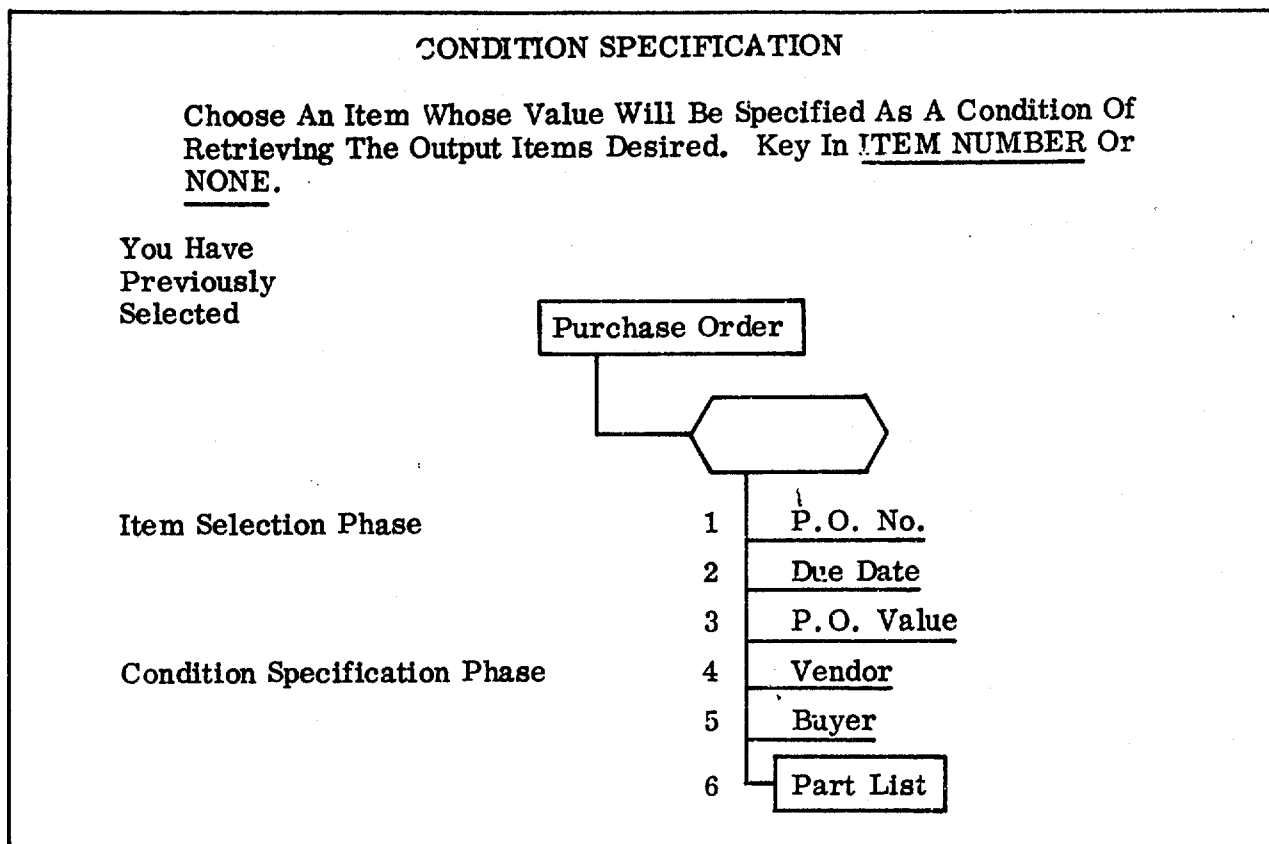 CONDITION SPECIFICATION
Choose An Item Whose Value Will Be Specified As A Condition Of
Retrieving The Output Items Desired. Key In ITEM NUMBER Or
NONE.
You Have
Previously
Selected
Purchase Order
Item Selection Phase 1 P.O. No.
2 Due Date
3 P.O. Value
Condition Specification Phase 4 Vendor
5 Buyer
6 Part List